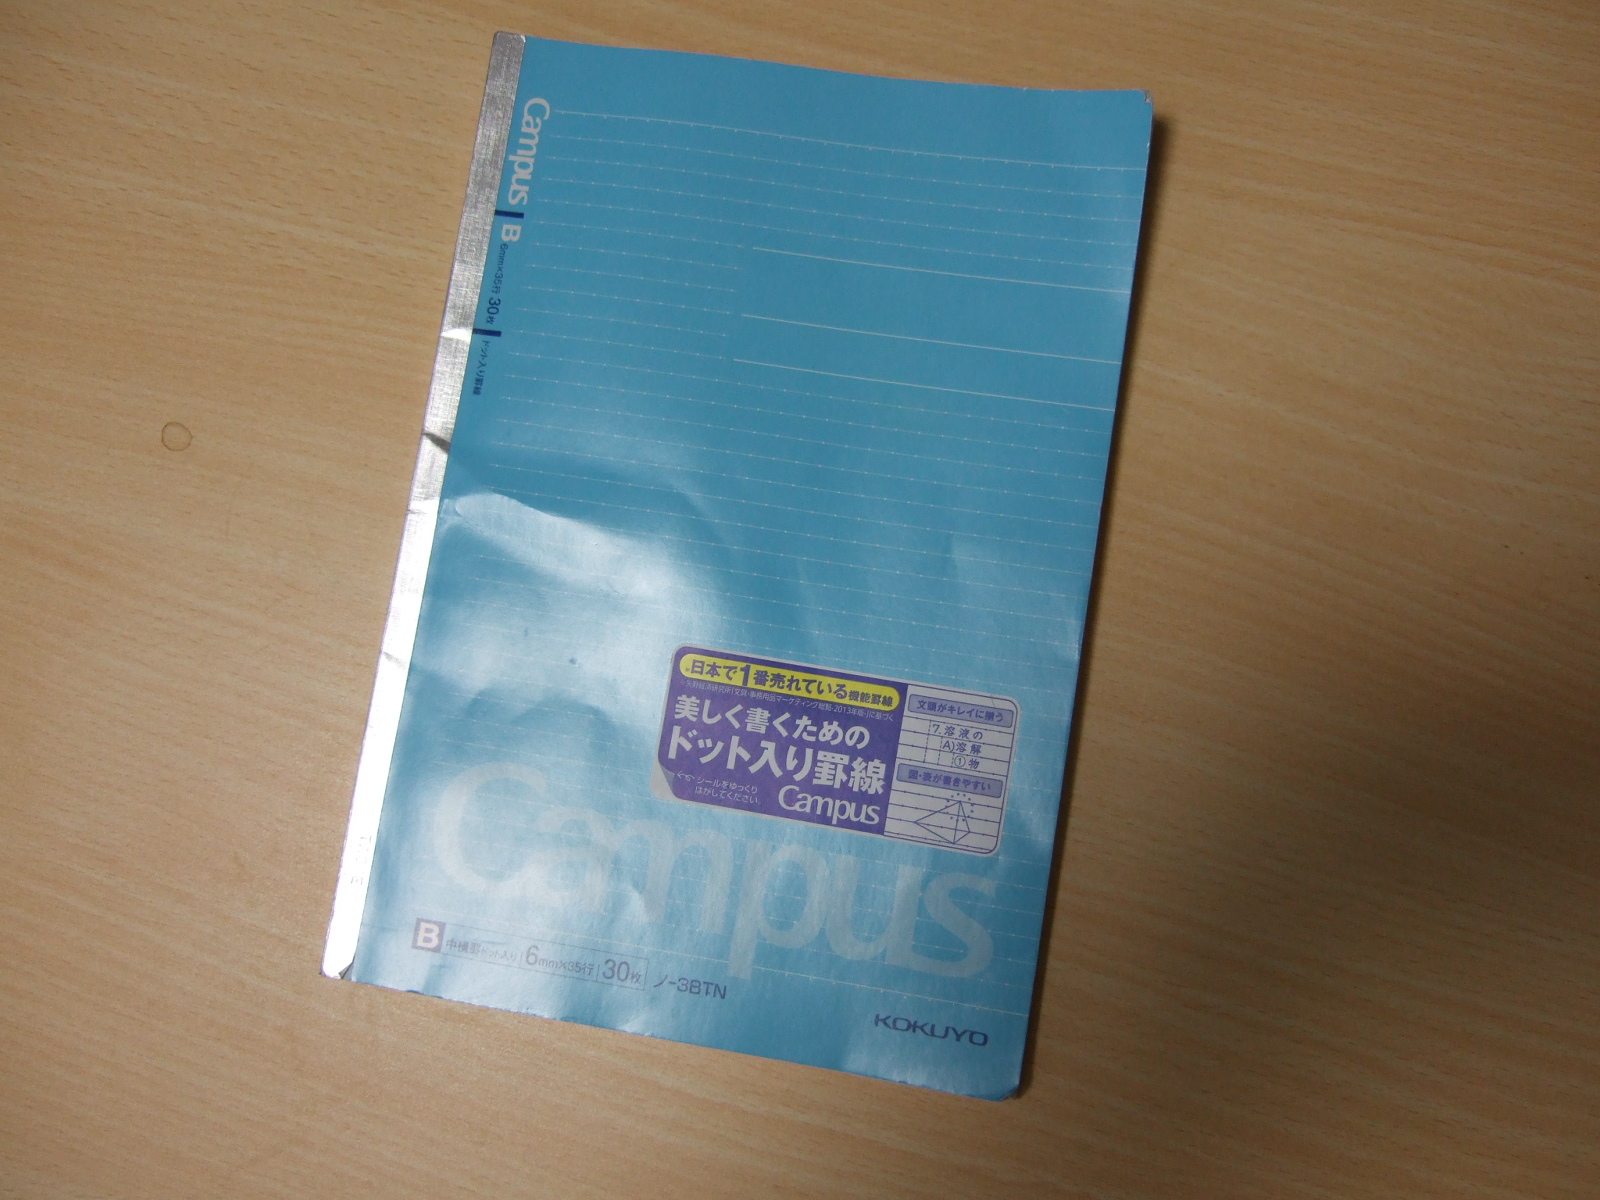 Campus B 6mm×35行 30枚 ドット入り罫線
日本で1番売れている機能罫線
美しく書くための
ドット入り罫線
シールをゆっくり
はがしてください。
Campus
文頭がキレイに揃う
7.溶液の
A)溶解
①物
図・表が書きやすい
Campus
B 中横罫ドット入り 6mm×35行 30枚 ノ-3BTN
KOKUYO